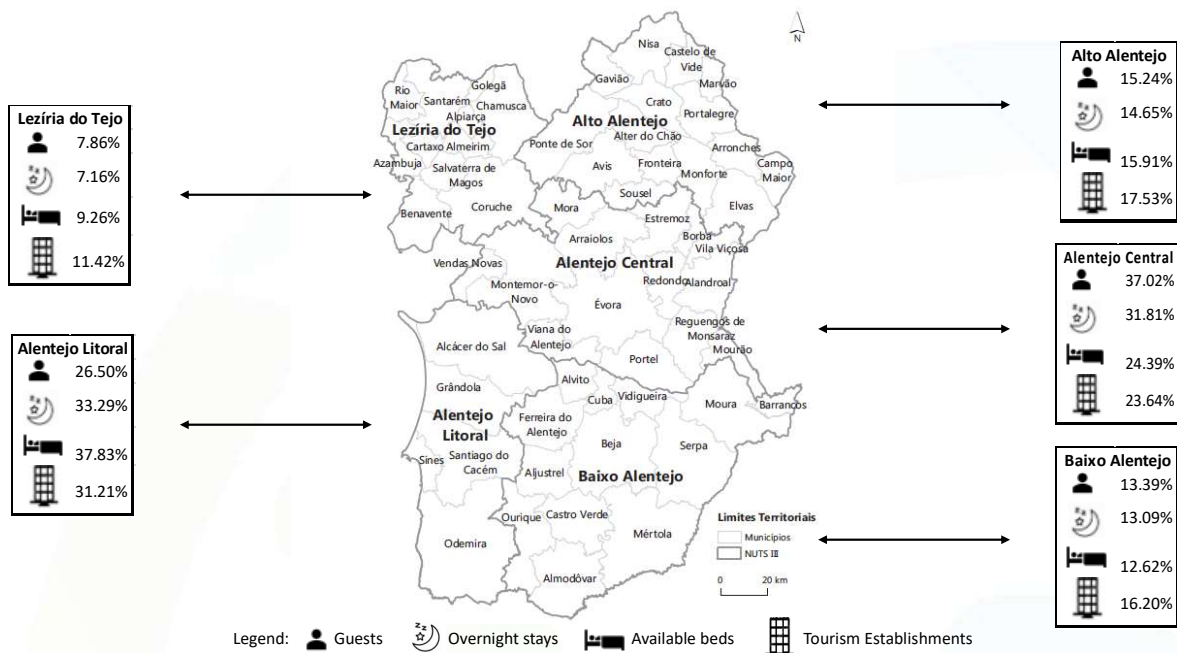 Lezíria do Tejo
7.86%
7.16%
9.26%
11.42%
Alentejo Litoral
26.50%
33.29%
37.83%
31.21%
N
Nisa
Castelo de
Vide
Gavião
Marvão
Rio
Maior
Golegã
Santarém
Chamusca
Alpiarça
Crato
Portalegre
Lezíria do Tejo
Alto Alentejo
Alter do Chão
Cartaxo
Almeirim
Ponte de Sor
Arronches
Azambuja
Salvaterra de
Magos
Avis
Fronteira
Monforte
Campo
Maior
Sousel
Benavente
Coruche
Mora
Elvas
Estremoz
Arraiolos
Borba
Vila Viçosa
Vendas Novas
Alentejo Central
Redondo
Alandroal
Montemor-o-
Novo
Évora
Reguengos de
Monsaraz
Viana do
Alentejo
Mourão
Alcácer do Sal
Portel
Alvito
Grândola
Cuba
Vidigueira
Moura
Barrancos
Alentejo
Litoral
Ferreira do
Alentejo
Beja
Serpa
Sines
Santiago do
Cacém
Aljustrel
Baixo Alentejo
Ourique
Castro Verde
Odemira
Mértola
Almodôvar
Limites Territoriais
Municípios
NUTS III
0 20 km
Alto Alentejo
15.24%
14.65%
15.91%
17.53%
Alentejo Central
37.02%
31.81%
24.39%
23.64%
Baixo Alentejo
13.39%
13.09%
12.62%
16.20%
Legend: Guests Overnight stays Available beds Tourism Establishments